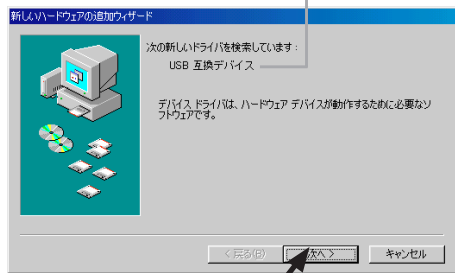 新しいハードウェアの追加ウィザード
次の新しいドライバを検索しています：
USB 互換デバイス
デバイス ドライバは、ハードウェア デバイスが動作するために必要なソ
フトウェアです。
< 戻る(B)
次へ >
キャンセル